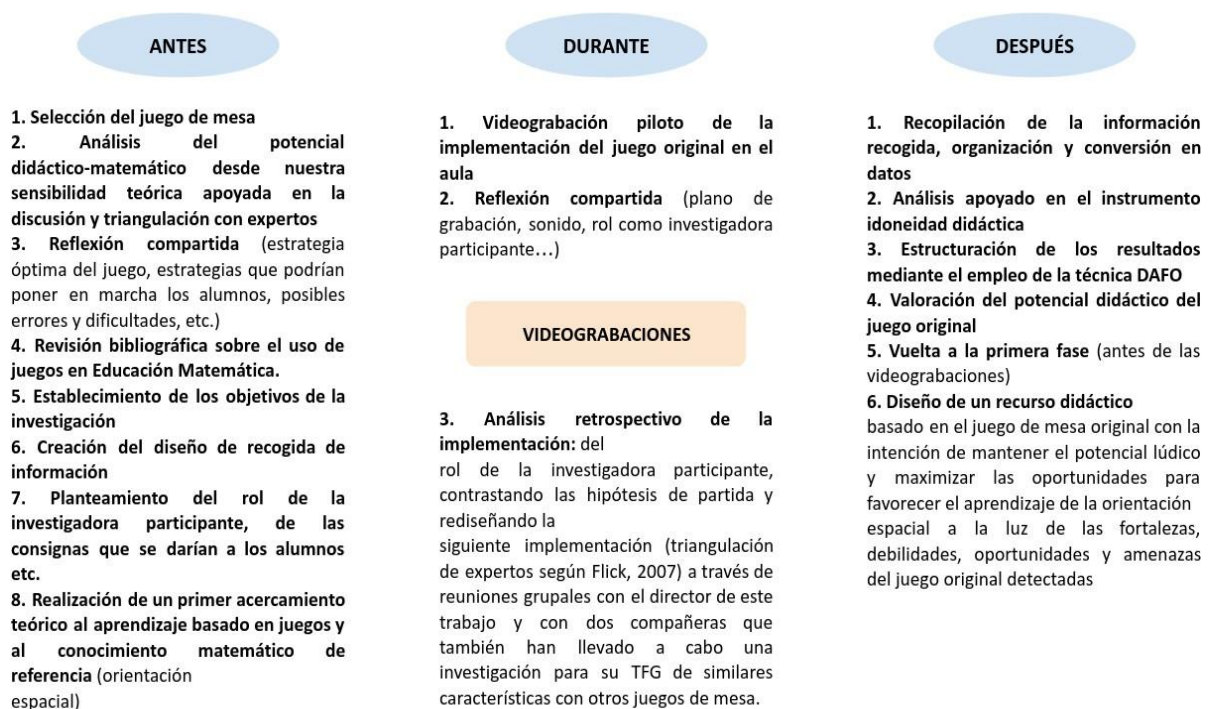 ANTES
1. Selección del juego de mesa
2. Análisis del potencial
didáctico-matemático desde nuestra
sensibilidad teórica apoyada en la
discusión y triangulación con expertos
3. Reflexión compartida (estrategia
óptima del juego, estrategias que podrían
poner en marcha los alumnos, posibles
errores y dificultades, etc.)
4. Revisión bibliográfica sobre el uso de
juegos en Educación Matemática.
5. Establecimiento de los objetivos de la
investigación
6. Creación del diseño de recogida de
información
7. Planteamiento del rol de la
investigadora participante, de las
consignas que se darían a los alumnos
etc.
8. Realización de un primer acercamiento
teórico al aprendizaje basado en juegos y
al conocimiento matemático de
referencia (orientación
espacial)
DURANTE
1. Videograbación piloto de la
implementación del juego original en el
aula
2. Reflexión compartida (plano de
grabación, sonido, rol como investigadora
participante...)
VIDEOGRABACIONES
3. Análisis retrospectivo de la
implementación: del
rol de la investigadora participante,
contrastando las hipótesis de partida y
rediseñando la
siguiente implementación (triangulación
de expertos según Flick, 2007) a través de
reuniones grupales con el director de este
trabajo y con dos compañeras que
también han llevado a cabo una
investigación para su TFG de similares
características con otros juegos de mesa.
DESPUÉS
1. Recopilación de la información
recogida, organización y conversión en
datos
2. Análisis apoyado en el instrumento
idoneidad didáctica
3. Estructuración de los resultados
mediante el empleo de la técnica DAFO
4. Valoración del potencial didáctico del
juego original
5. Vuelta a la primera fase (antes de las
videograbaciones)
6. Diseño de un recurso didáctico
basado en el juego de mesa original con la
intención de mantener el potencial lúdico
y maximizar las oportunidades para
favorecer el aprendizaje de la orientación
espacial a la luz de las fortalezas,
debilidades, oportunidades y amenazas
del juego original detectadas